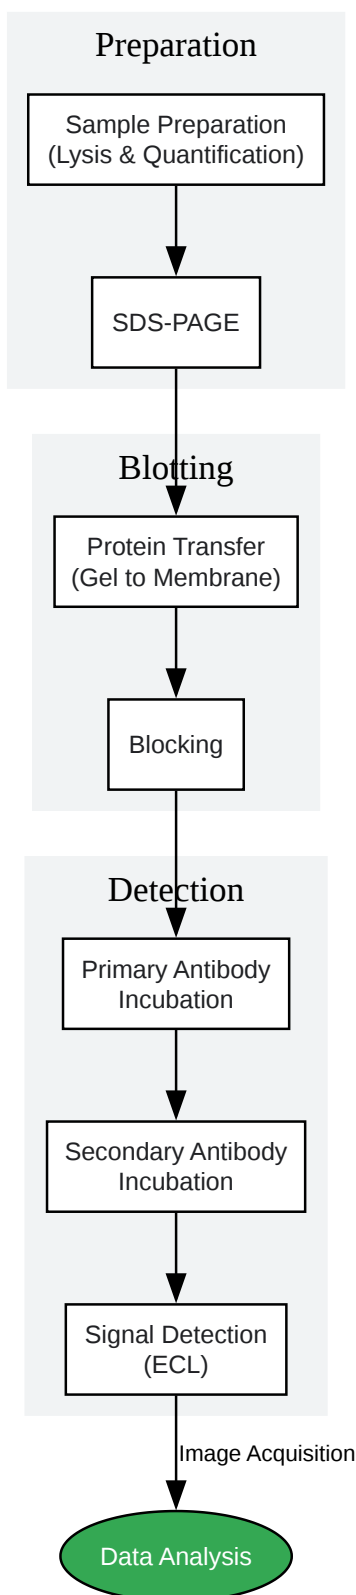 Preparation
Sample Preparation
(Lysis & Quantification)
SDS-PAGE
Blotting
Protein Transfer
(Gel to Membrane)
Blocking
Detection
Primary Antibody
Incubation
Secondary Antibody
Incubation
Signal Detection
(ECL)
Image Acquisition
Data Analysis